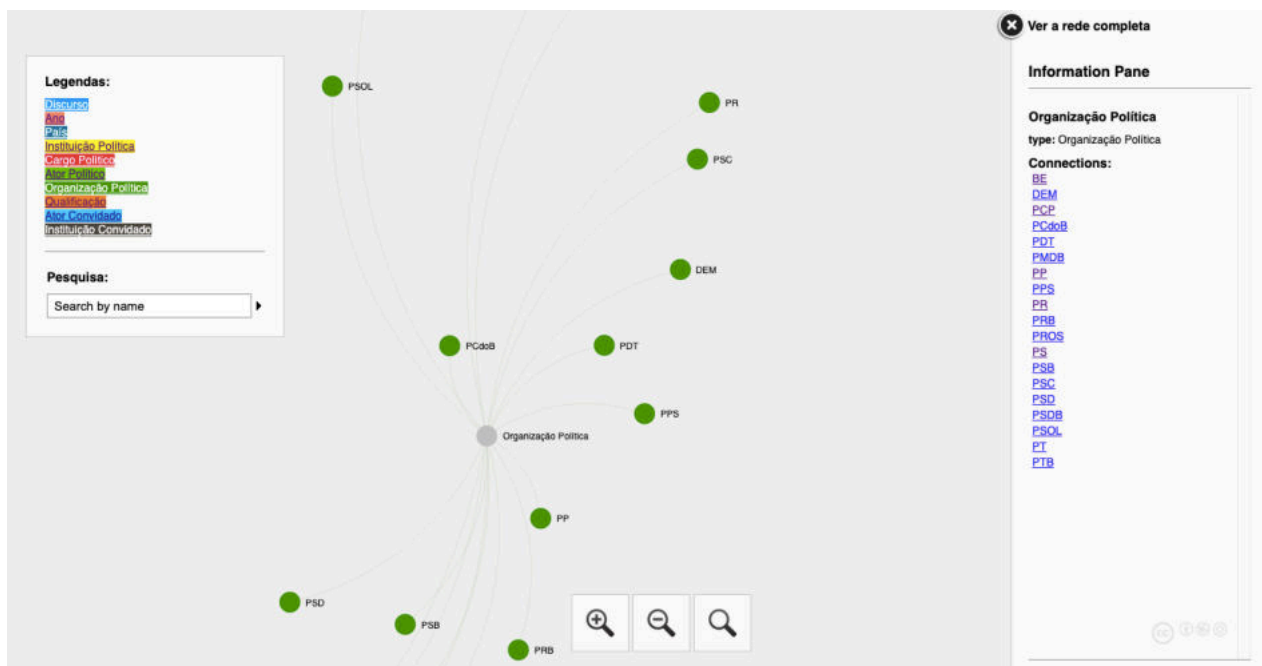 Legendas:
Discurso
Ano
País
Instituição Política
Cargo Político
Ator Político
Organização Política
Qualificação
Ator Convidado
Instituição Convidado
Pesquisa:
Search by name
PSOL
PR
PSC
DEM
PCdoB
PDT
PPS
Organização Política
PP
PSD
PSB
PRB
Ver a rede completa
Information Pane
Organização Política
type: Organização Política
Connections:
BE
DEM
PCP
PCdoB
PDT
PMDB
PP
PPS
PR
PRB
PROS
PS
PSB
PSC
PSD
PSDB
PSOL
PT
PTB
cc